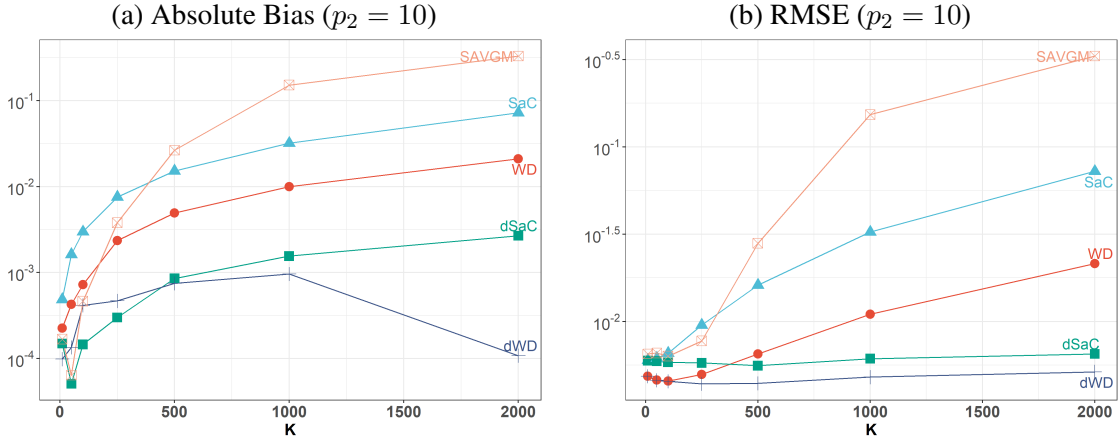 (a) Absolute Bias (p₂ = 10)
SAVGM
10⁻¹
SaC
10⁻²
WD
dSaC
10⁻³
10⁻⁴
dWD
0 500 1000 1500 2000
K
(b) RMSE (p₂ = 10)
10⁻⁰·⁵
SAVGM
10⁻¹
SaC
10⁻¹·⁵
WD
10⁻²
dSaC
dWD
0 500 1000 1500 2000
K